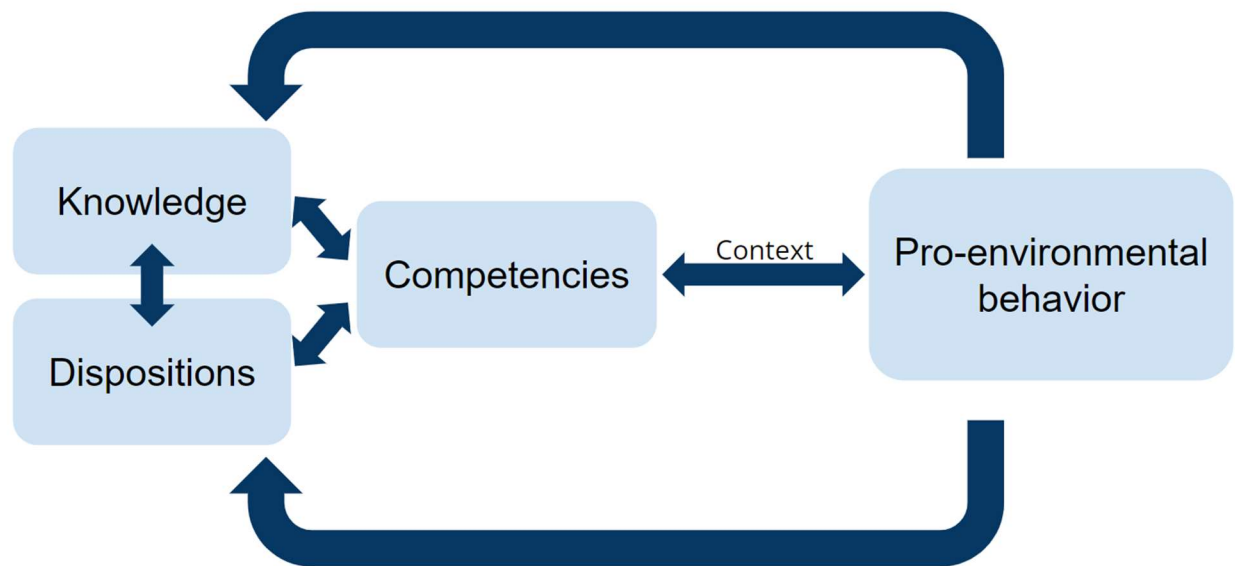 Knowledge
Dispositions
Competencies
Context
Pro-environmental
behavior